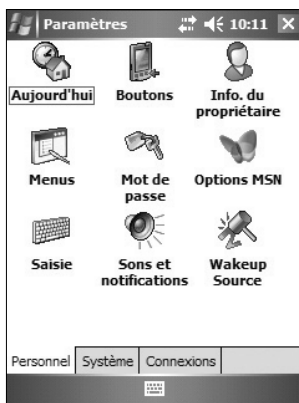 Paramètres 10:11
Aujourd'hui Boutons Info. du
propriétaire
Menus Mot de
passe Options MSN
Saisie Sons et
notifications Wakeup
Source
Personnel Système Connexions